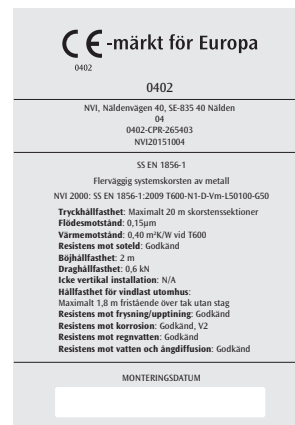 CE-märkt för Europa
0402
0402
NVI, Näldenvägen 40, SE-835 40 Nälden
04
0402-CPR-265403
NVI20151004
SS EN 1856-1
Flerväggig systemskorsten av metall
NVI 2000: SS EN 1856-1:2009 T600-N1-D-Vm-L50100-G50
Tryckhållfasthet: Maximalt 20 m skorstenssektioner
Flödesmotstånd: 0,15µm
Värmemotstånd: 0,40 m²K/W vid T600
Resistens mot soteld: Godkänd
Böjhållfasthet: 2 m
Draghållfasthet: 0,6 kN
Icke vertikal installation: N/A
Hållfasthet för vindlast utomhus:
Maximalt 1,8 m fristående över tak utan stag
Resistens mot frysning/upptining: Godkänd
Resistens mot korrosion: Godkänd, V2
Resistens mot regnvatten: Godkänd
Resistens mot vatten och ångdiffusion: Godkänd
MONTERINGSDATUM